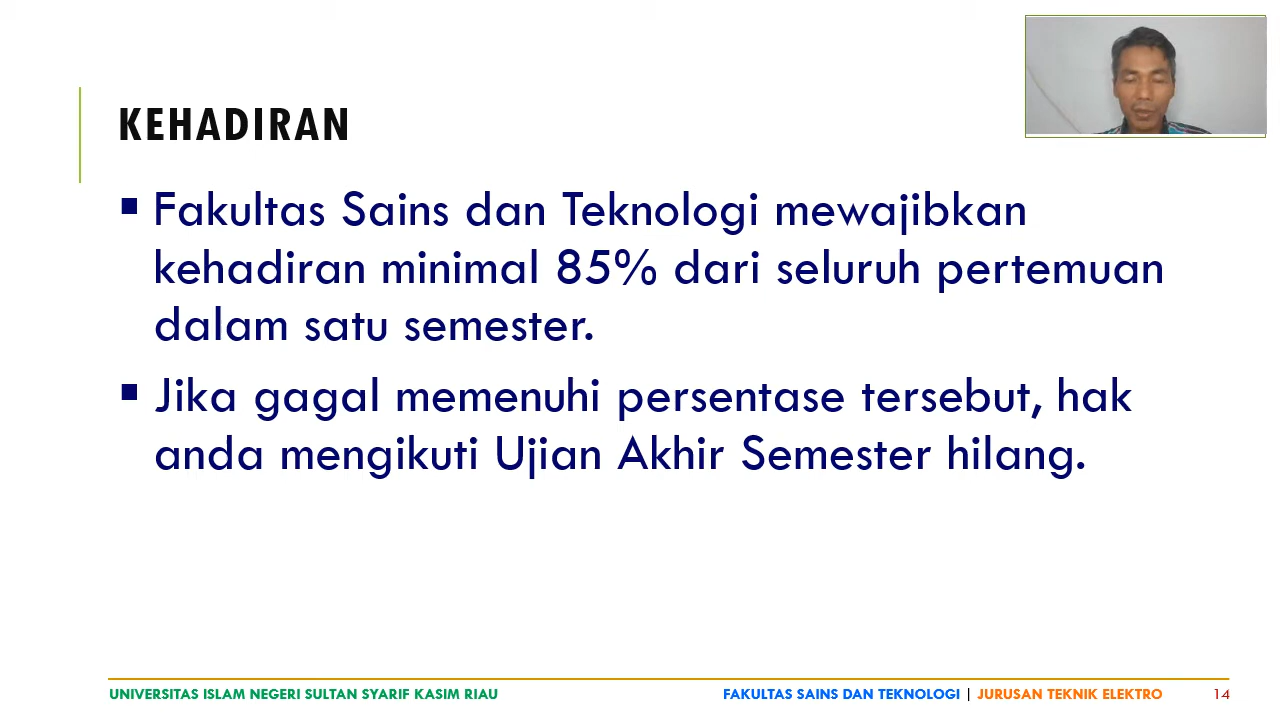 KEHADIRAN
▪ Fakultas Sains dan Teknologi mewajibkan
kehadiran minimal 85% dari seluruh pertemuan
dalam satu semester.
▪ Jika gagal memenuhi persentase tersebut, hak
anda mengikuti Ujian Akhir Semester hilang.
UNIVERSITAS ISLAM NEGERI SULTAN SYARIF KASIM RIAU FAKULTAS SAINS DAN TEKNOLOGI | JURUSAN TEKNIK ELEKTRO 14